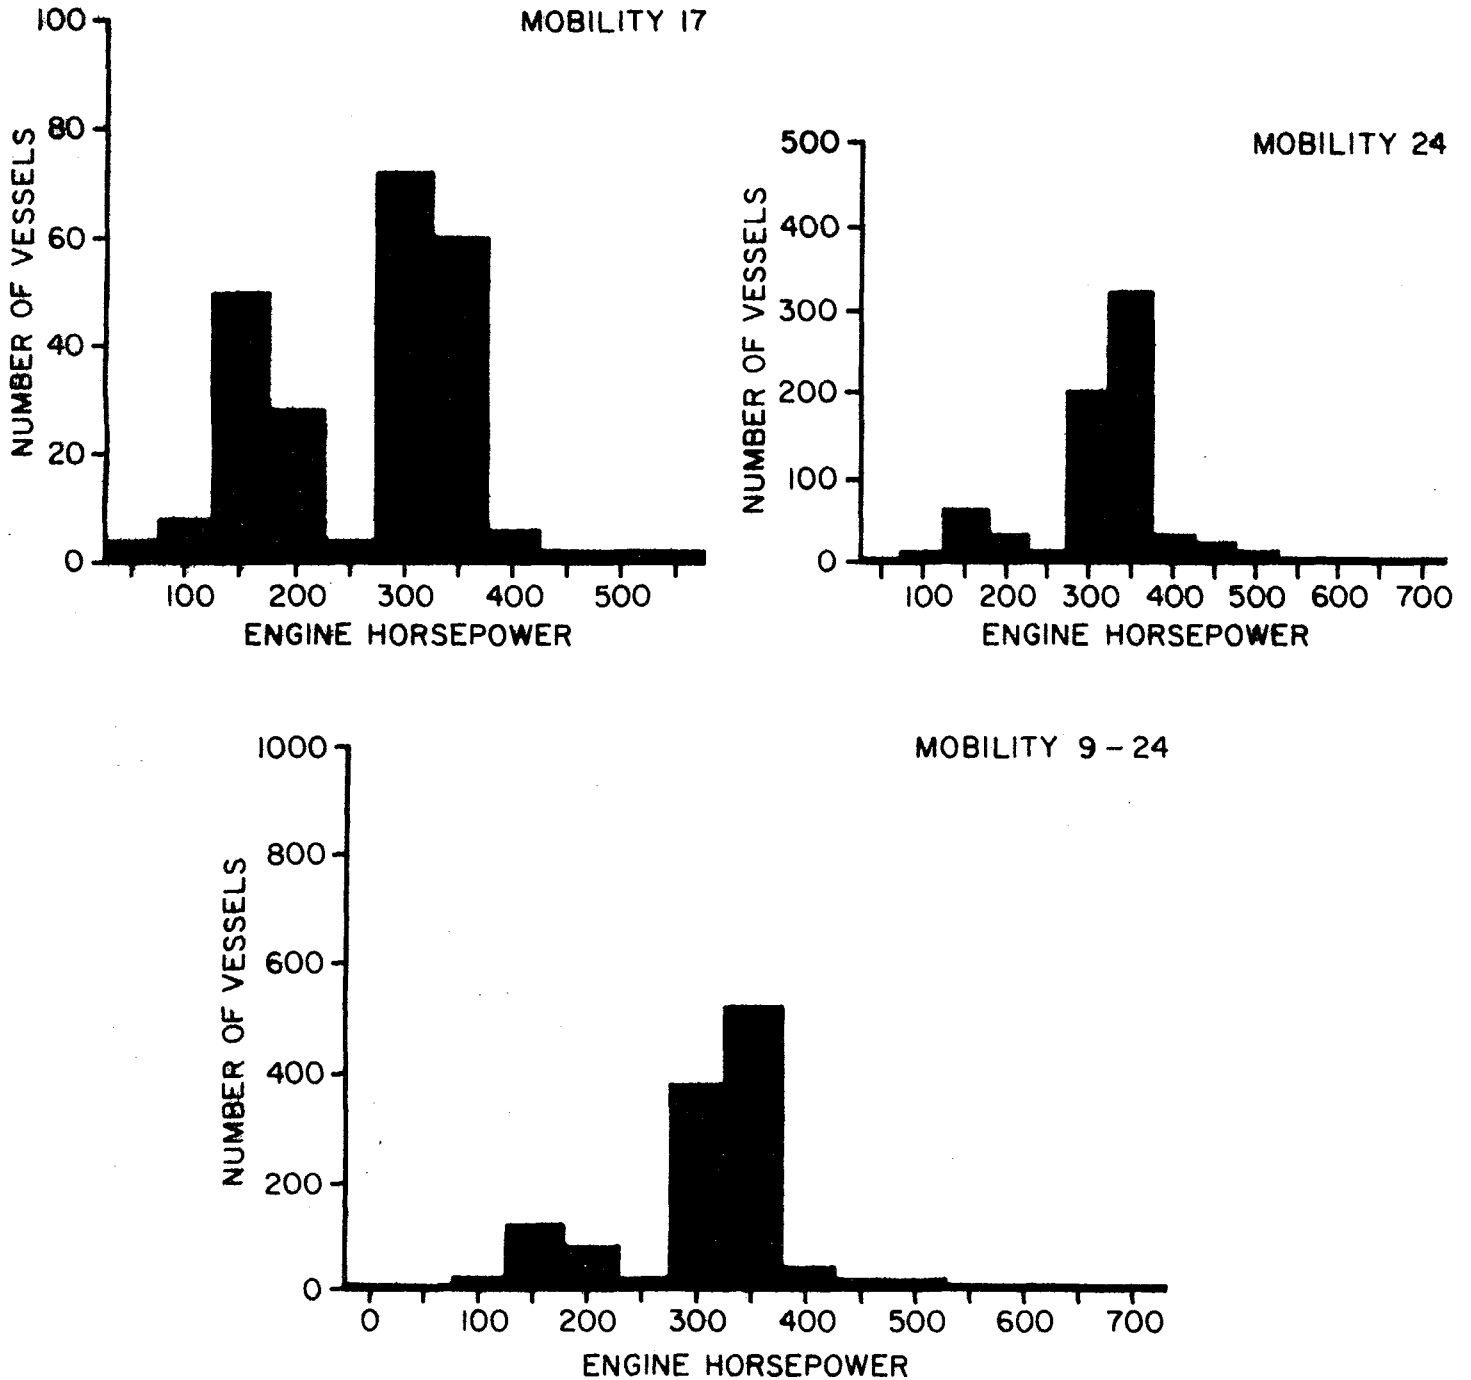 MOBILITY 17
100
80
60
40
20
0
NUMBER OF VESSELS
100 200 300 400 500
ENGINE HORSEPOWER
MOBILITY 24
500
400
300
200
100
0
NUMBER OF VESSELS
100 200 300 400 500 600 700
ENGINE HORSEPOWER
MOBILITY 9 – 24
1000
800
600
400
200
0
NUMBER OF VESSELS
0 100 200 300 400 500 600 700
ENGINE HORSEPOWER